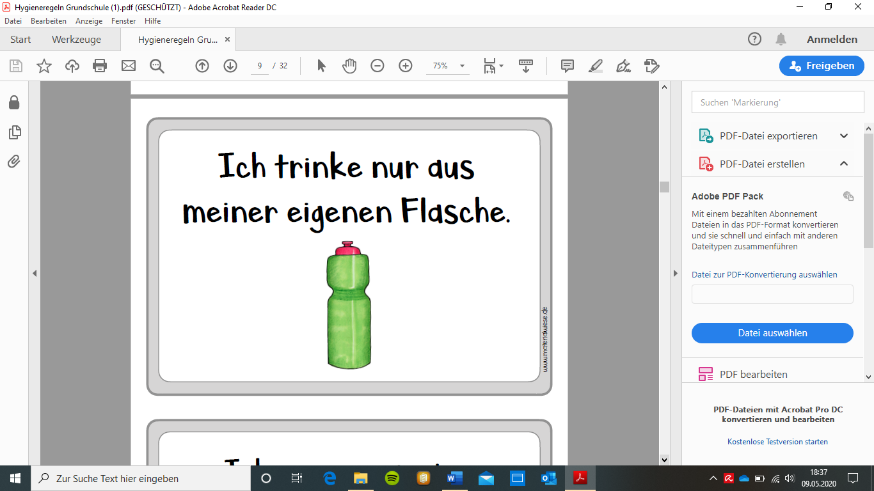 Hygieneregeln Grundschule (1).pdf (GESCHÜTZT) - Adobe Acrobat Reader DC
Datei Bearbeiten Anzeige Fenster Hilfe
Start Werkzeuge Hygieneregeln Gru... × Anmelden
9 / 32 75% Freigeben
Suchen 'Markierung'
PDF-Datei exportieren
PDF-Datei erstellen
Adobe PDF Pack
Mit einem bezahlten Abonnement
Dateien in das PDF-Format konvertieren
und sie schnell und einfach mit anderen
Dateitypen zusammenführen
Datei zur PDF-Konvertierung auswählen
Datei auswählen
PDF bearbeiten
PDF-Dateien mit Acrobat Pro DC
konvertieren und bearbeiten
Kostenlose Testversion starten
Ich trinke nur aus
meiner eigenen Flasche.
Zur Suche Text hier eingeben
18:37
09.05.2020